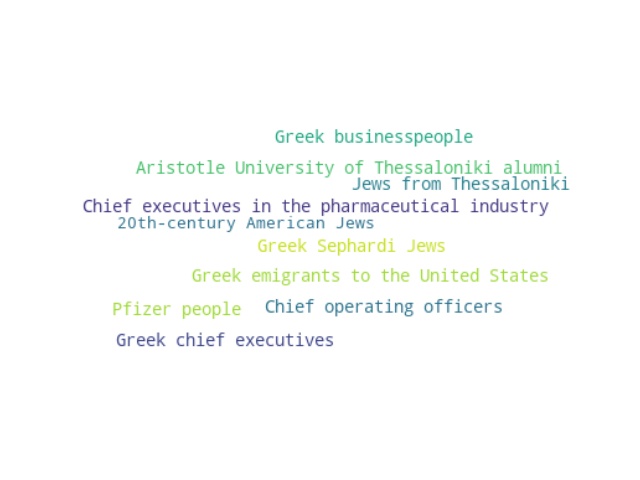 Greek businesspeople
Aristotle University of Thessaloniki alumni
Jews from Thessaloniki
Chief executives in the pharmaceutical industry
20th-century American Jews
Greek Sephardi Jews
Greek emigrants to the United States
Pfizer people
Chief operating officers
Greek chief executives